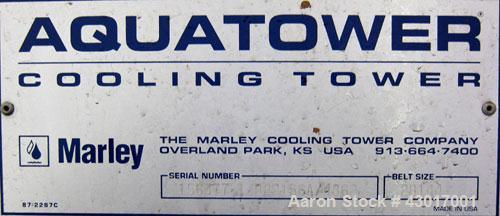 AQUATOWER
COOLING TOWER
Marley
THE MARLEY COOLING TOWER COMPANY
OVERLAND PARK, KS USA 913-664-7400
SERIAL NUMBER
BELT SIZE
87-2287C
MADE IN USA
Aaron Stock # 43017001